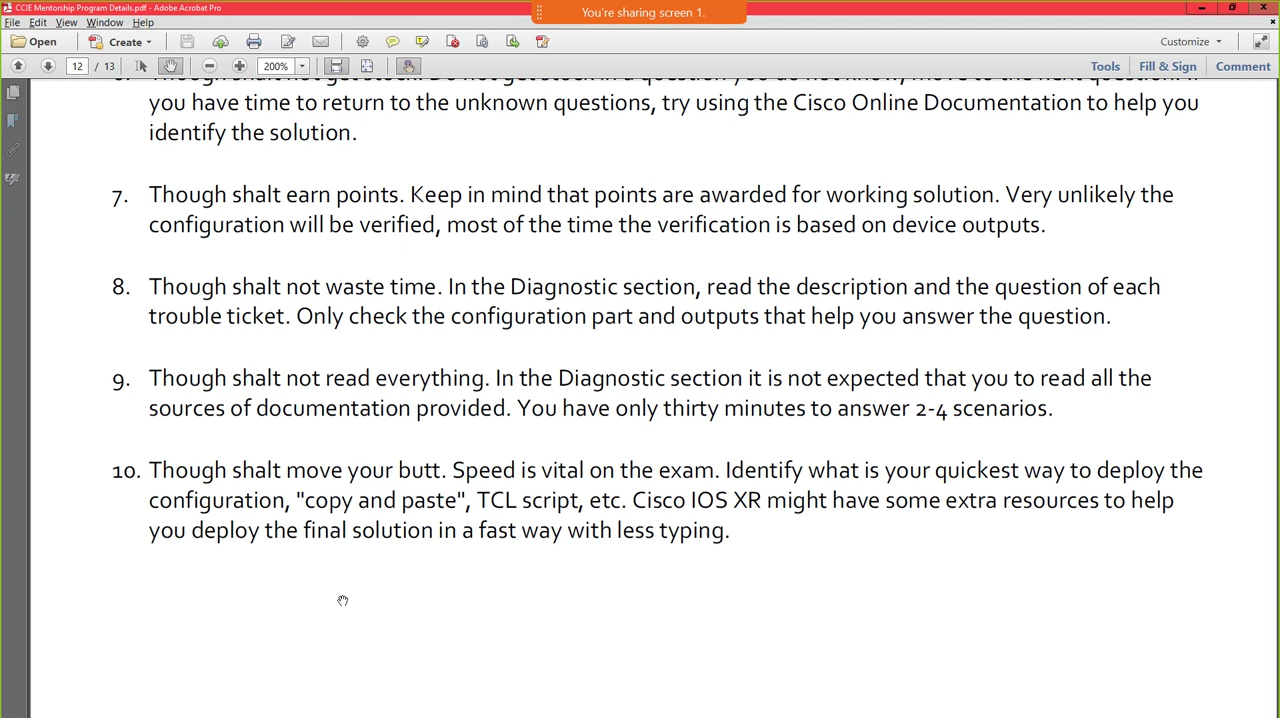 CCIE Mentorship Program Details.pdf - Adobe Acrobat Pro
You're sharing screen 1.
File Edit View Window Help
Open Create Customize
12 / 13 200% Tools Fill & Sign Comment
you have time to return to the unknown questions, try using the Cisco Online Documentation to help you
identify the solution.
7. Though shalt earn points. Keep in mind that points are awarded for working solution. Very unlikely the
configuration will be verified, most of the time the verification is based on device outputs.
8. Though shalt not waste time. In the Diagnostic section, read the description and the question of each
trouble ticket. Only check the configuration part and outputs that help you answer the question.
9. Though shalt not read everything. In the Diagnostic section it is not expected that you to read all the
sources of documentation provided. You have only thirty minutes to answer 2-4 scenarios.
10. Though shalt move your butt. Speed is vital on the exam. Identify what is your quickest way to deploy the
configuration, "copy and paste", TCL script, etc. Cisco IOS XR might have some extra resources to help
you deploy the final solution in a fast way with less typing.